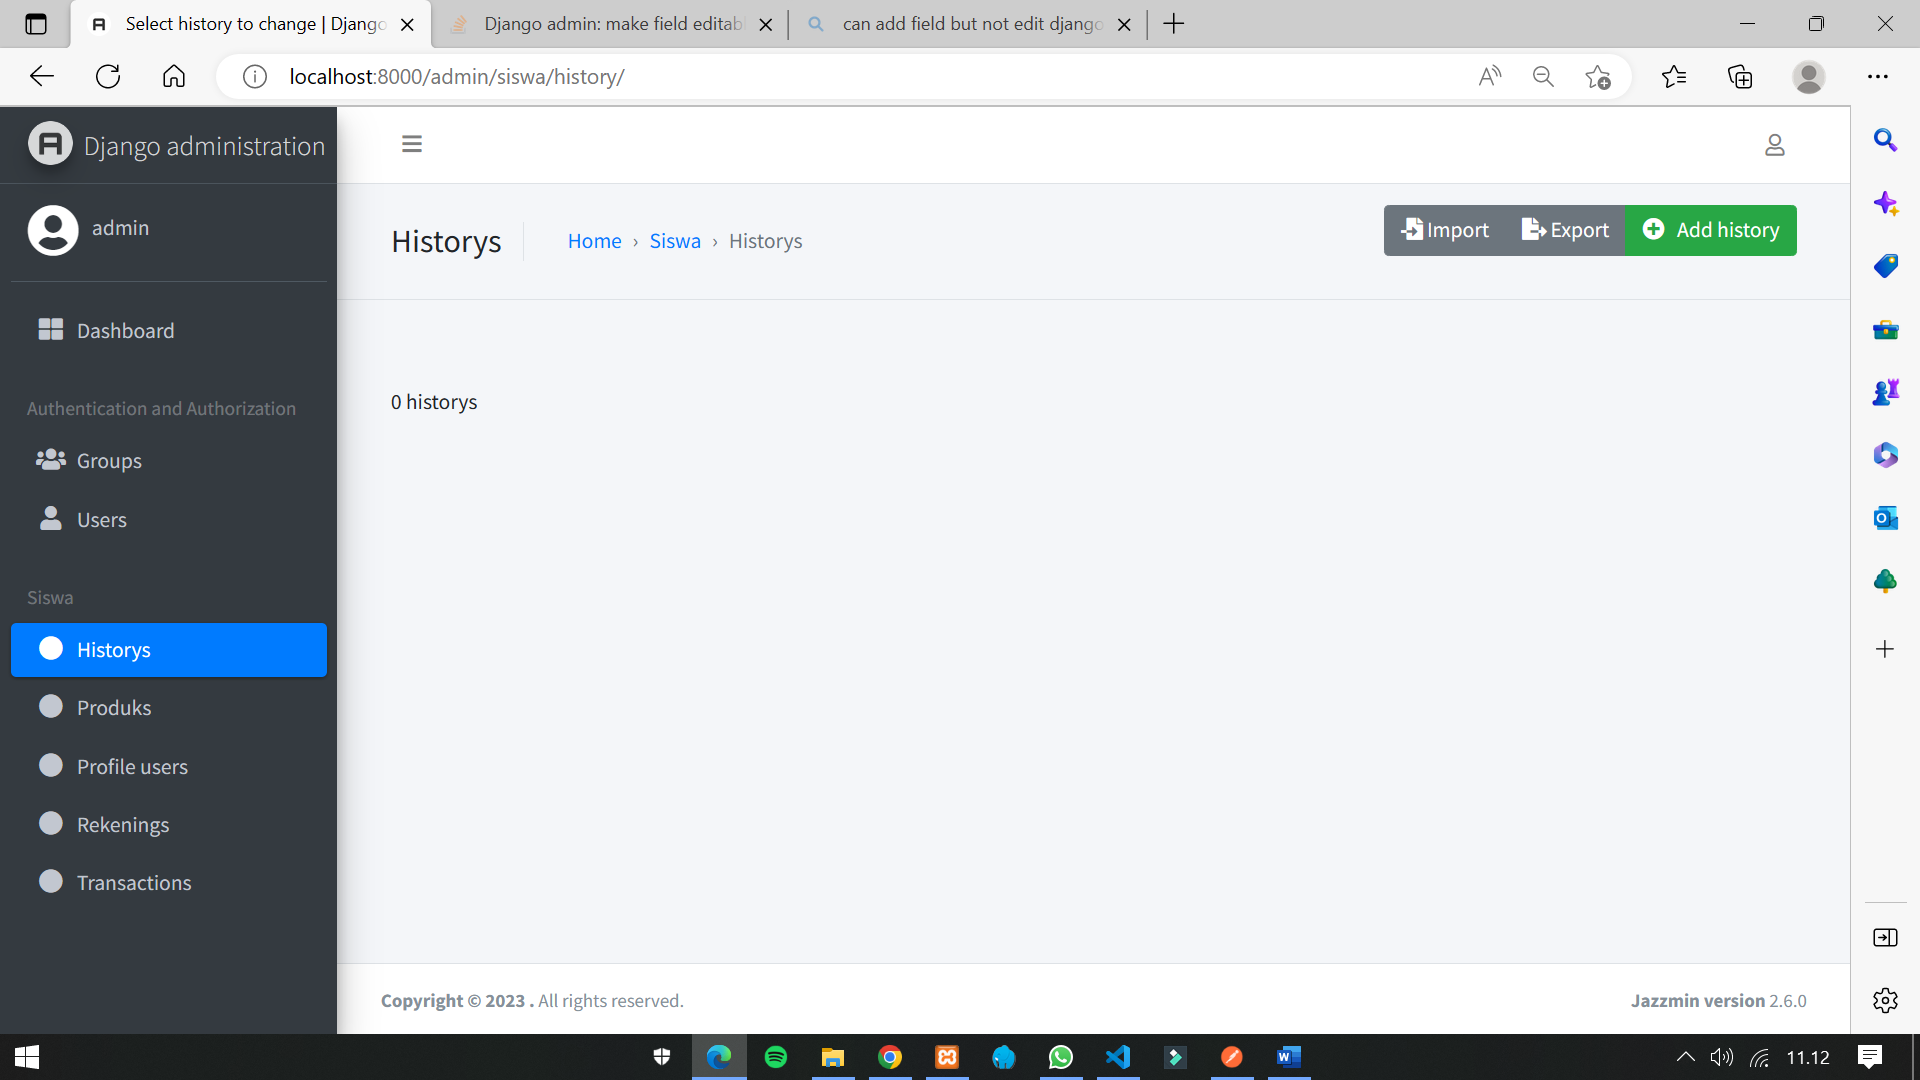 Select history to change | Django
Django admin: make field editab
can add field but not edit django
localhost:8000/admin/siswa/history/
Django administration
admin
Historys
Home › Siswa › Historys
Import
Export
Add history
Dashboard
0 historys
Authentication and Authorization
Groups
Users
Siswa
Historys
Produks
Profile users
Rekenings
Transactions
Copyright © 2023 . All rights reserved.
Jazzmin version 2.6.0
11.12